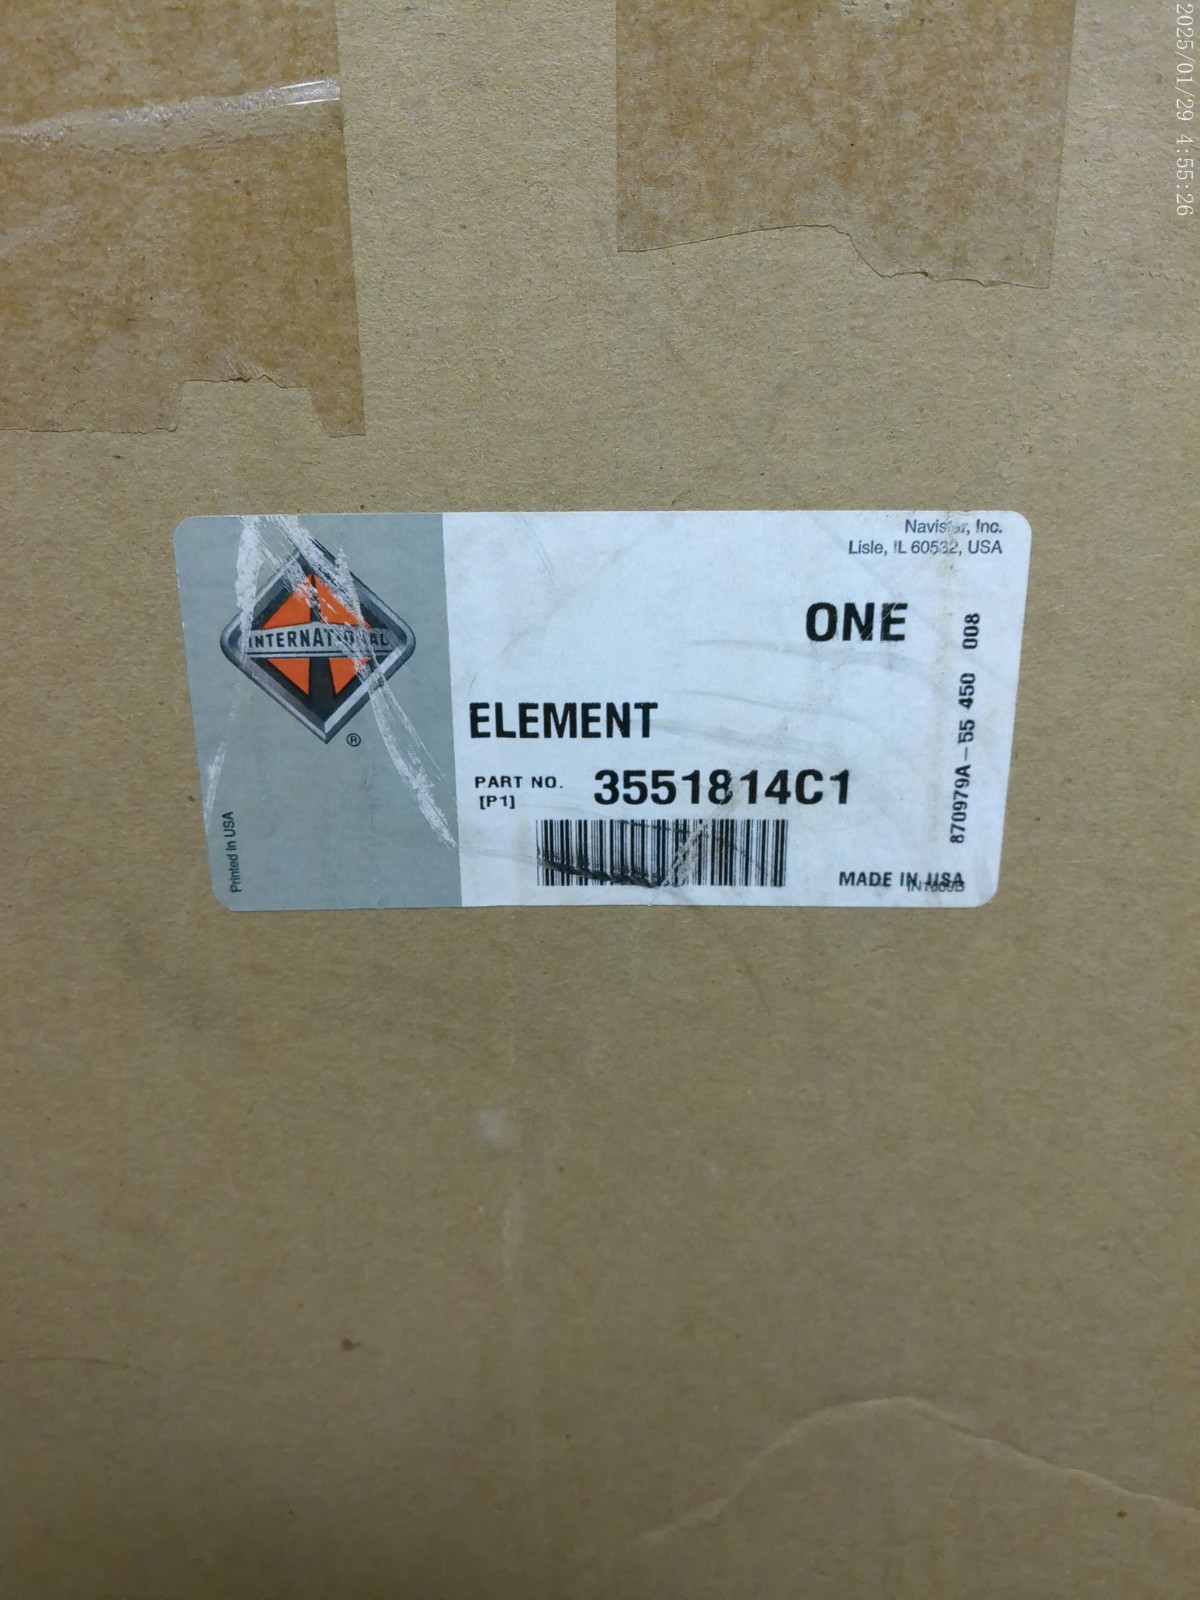 2025/01/29 4:55:26
Navistar, Inc.
Lisle, IL 60532, USA
ONE
INTERNATIONAL
®
ELEMENT
PART NO. 3551814C1
[P1]
870979A-55 450 008
Printed in USA
MADE IN USA